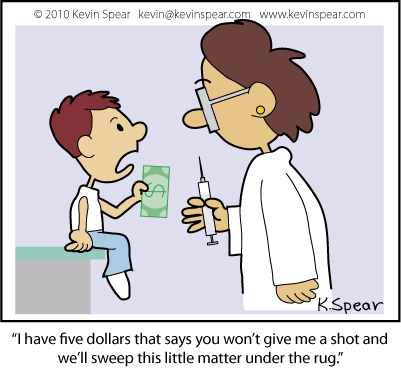 © 2010 Kevin Spear kevin@kevinspear.com www.kevinspear.com
$
K.Spear
“I have five dollars that says you won’t give me a shot and
we’ll sweep this little matter under the rug.”